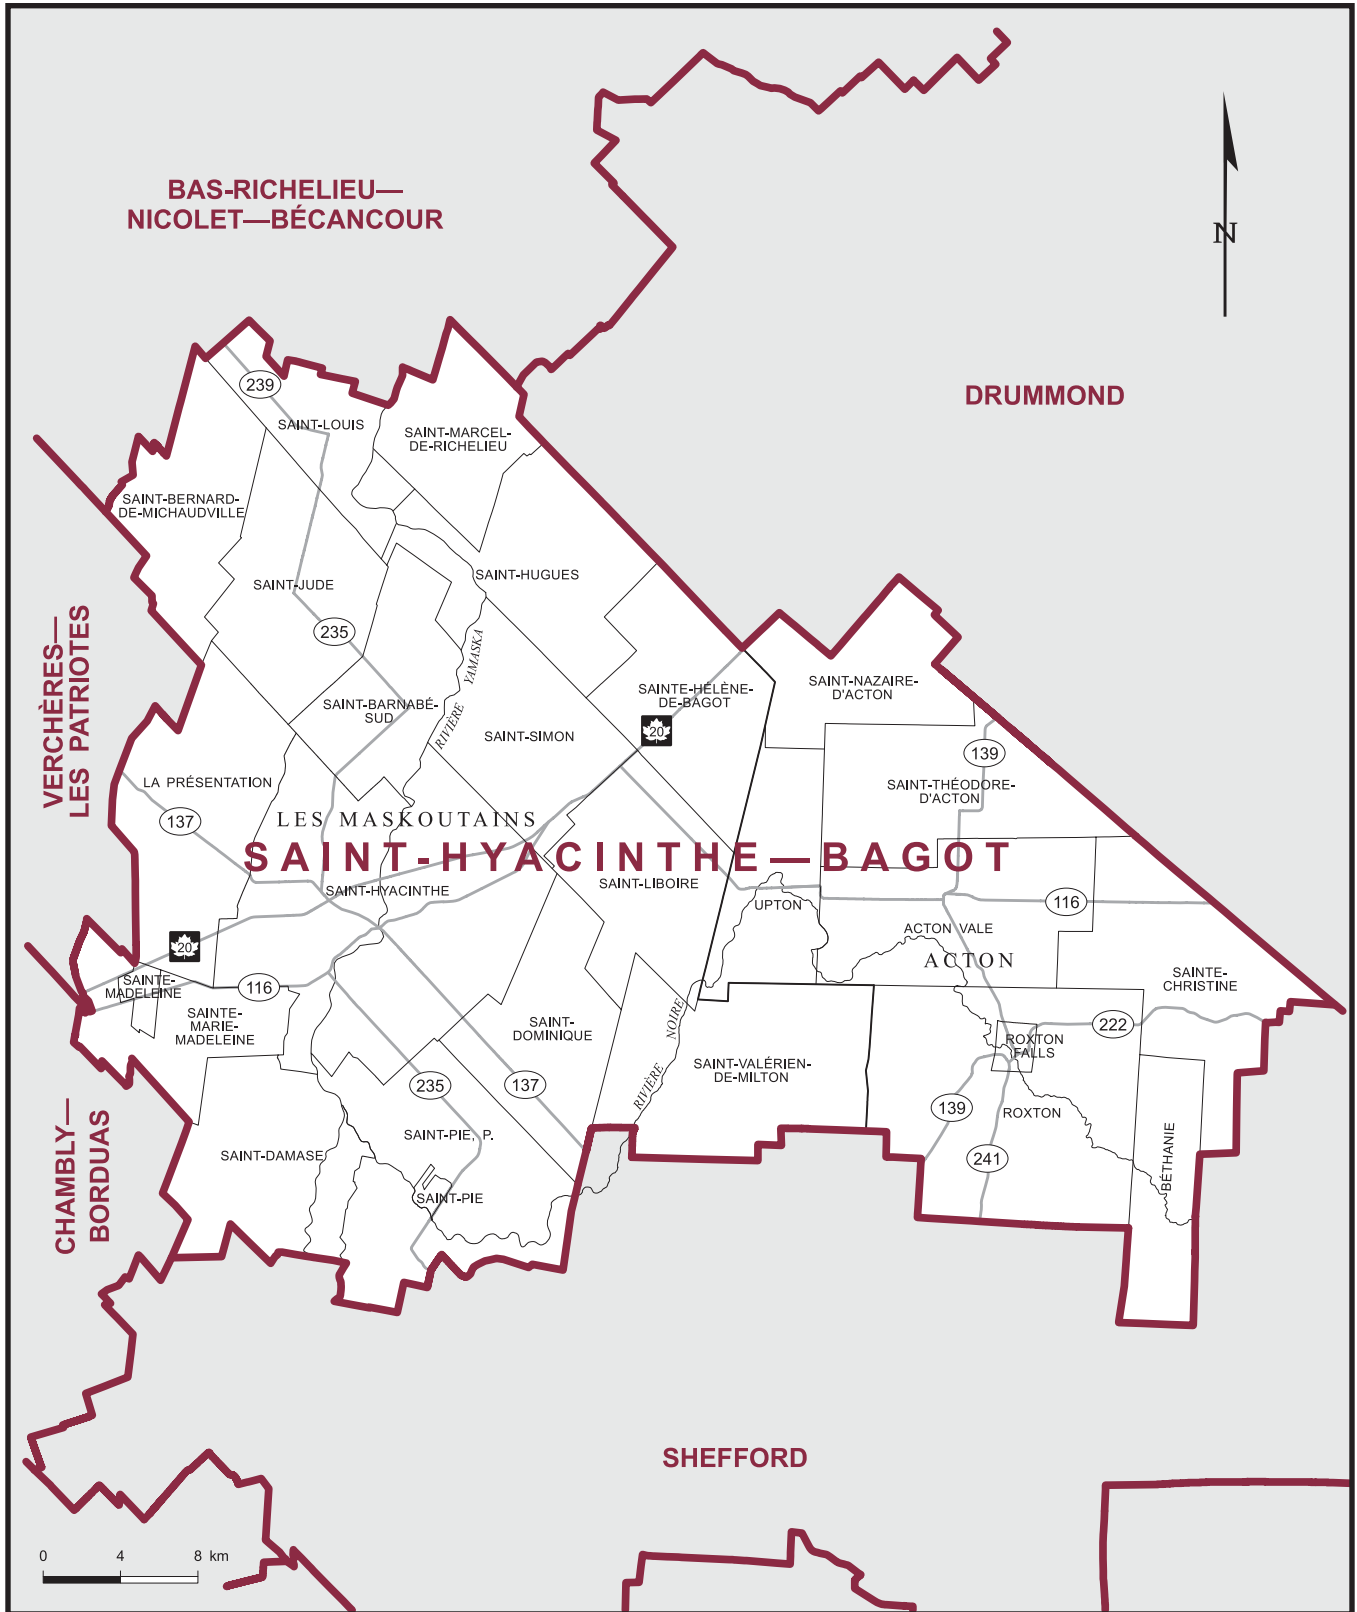 BAS-RICHELIEU—
NICOLET—BÉCANCOUR
N
DRUMMOND
239
SAINT-LOUIS
SAINT-MARCEL-
DE-RICHELIEU
SAINT-BERNARD-
DE-MICHAUDVILLE
SAINT-JUDE
SAINT-HUGUES
235
RIVIÈRE YAMASKA
VERCHÈRES—
LES PATRIOTES
SAINT-BARNABÉ-
SUD
SAINTE-HÉLÈNE-
DE-BAGOT
SAINT-NAZAIRE-
D'ACTON
20
SAINT-SIMON
139
LA PRÉSENTATION
SAINT-THÉODORE-
D'ACTON
137
LES MASKOUTAINS
SAINT-HYACINTHE—BAGOT
SAINT-HYACINTHE
SAINT-LIBOIRE
UPTON
116
ACTON VALE
ACTON
20
SAINTE-
MADELEINE
116
SAINTE-
CHRISTINE
SAINTE-
MARIE-
MADELEINE
SAINT-
DOMINIQUE
RIVIÈRE NOIRE
222
ROXTON
FALLS
SAINT-VALÉRIEN-
DE-MILTON
235
137
139
ROXTON
CHAMBLY—
BORDUAS
SAINT-PIE, P.
SAINT-DAMASE
241
BÉTHANIE
SAINT-PIE
SHEFFORD
0 4 8 km